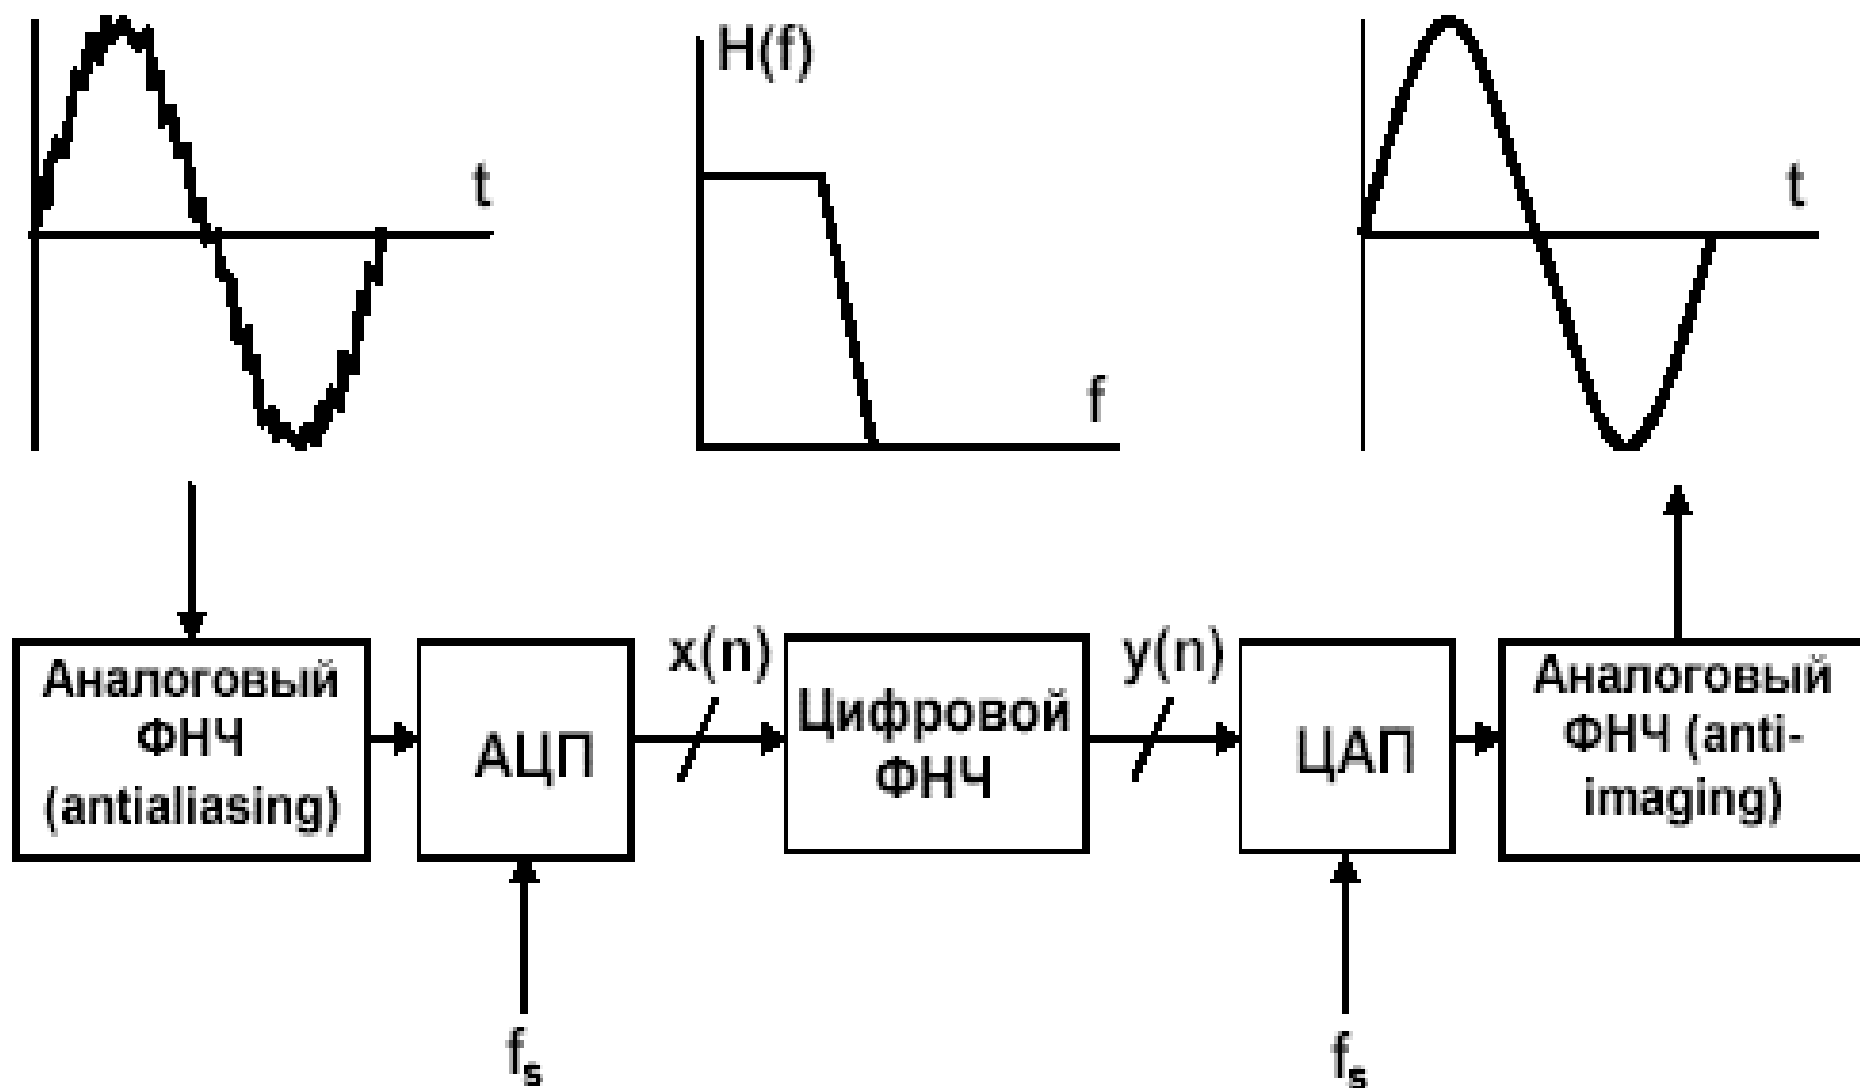 H(f)
t
t
f
Аналоговый
ФНЧ
(antialiasing)
АЦП
x(n)
Цифровой
ФНЧ
y(n)
ЦАП
Аналоговый
ФНЧ (anti-
imaging)
fs
fs